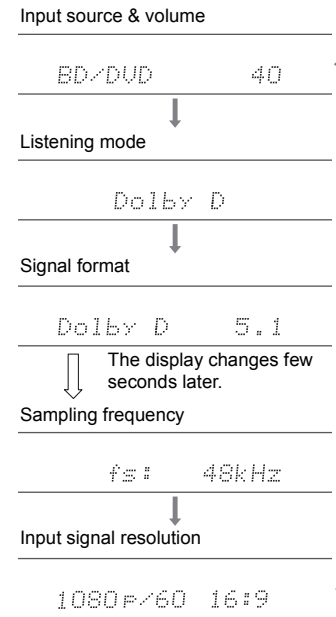 Input source & volume
BD/DVD 40
Listening mode
Dolby D
Signal format
Dolby D 5.1
The display changes few
seconds later.
Sampling frequency
fs: 48kHz
Input signal resolution
1080p/60 16:9